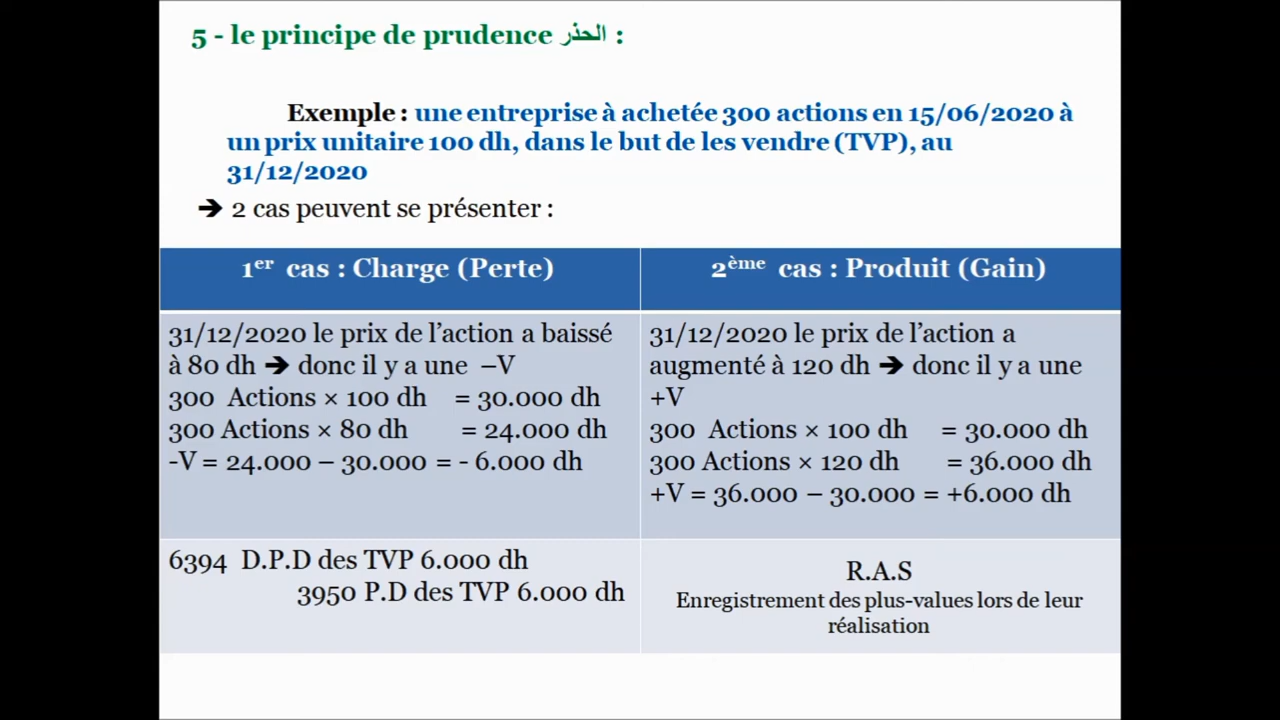 5 - le principe de prudence الحذر :
Exemple : une entreprise à achetée 300 actions en 15/06/2020 à
un prix unitaire 100 dh, dans le but de les vendre (TVP), au
31/12/2020
➔ 2 cas peuvent se présenter :
1er cas : Charge (Perte)
31/12/2020 le prix de l'action a baissé
à 80 dh ➔ donc il y a une –V
300 Actions × 100 dh = 30.000 dh
300 Actions × 80 dh = 24.000 dh
-V = 24.000 – 30.000 = - 6.000 dh
6394 D.P.D des TVP 6.000 dh
3950 P.D des TVP 6.000 dh
2ème cas : Produit (Gain)
31/12/2020 le prix de l'action a
augmenté à 120 dh ➔ donc il y a une
+V
300 Actions × 100 dh = 30.000 dh
300 Actions × 120 dh = 36.000 dh
+V = 36.000 – 30.000 = +6.000 dh
R.A.S
Enregistrement des plus-values lors de leur
réalisation